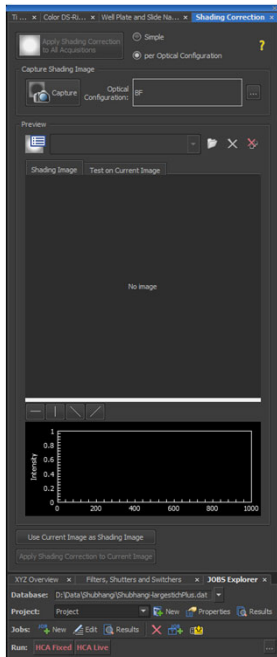 Ti ... x Color DS-Ri... x Well Plate and Slide Na... x Shading Correction x
Apply Shading Correction
to All Acquisitions
Simple
per Optical Configuration
?
Capture Shading Image
Capture
Optical
Configuration:
BF
...
Preview
Shading Image Test on Current Image
No image
Intensity
1
0.8
0.6
0.4
0.2
0
0 200 400 600 800 1000
Use Current Image as Shading Image
Apply Shading Correction to Current Image
XYZ Overview x Filters, Shutters and Switchers x JOBS Explorer x
Database: D:\Data\Shubhangi\Shubhangi-largestichPlus.dat
Project: Project New Properties Results
Jobs: New Edit Results
Run: HCA Fixed HCA Live ...